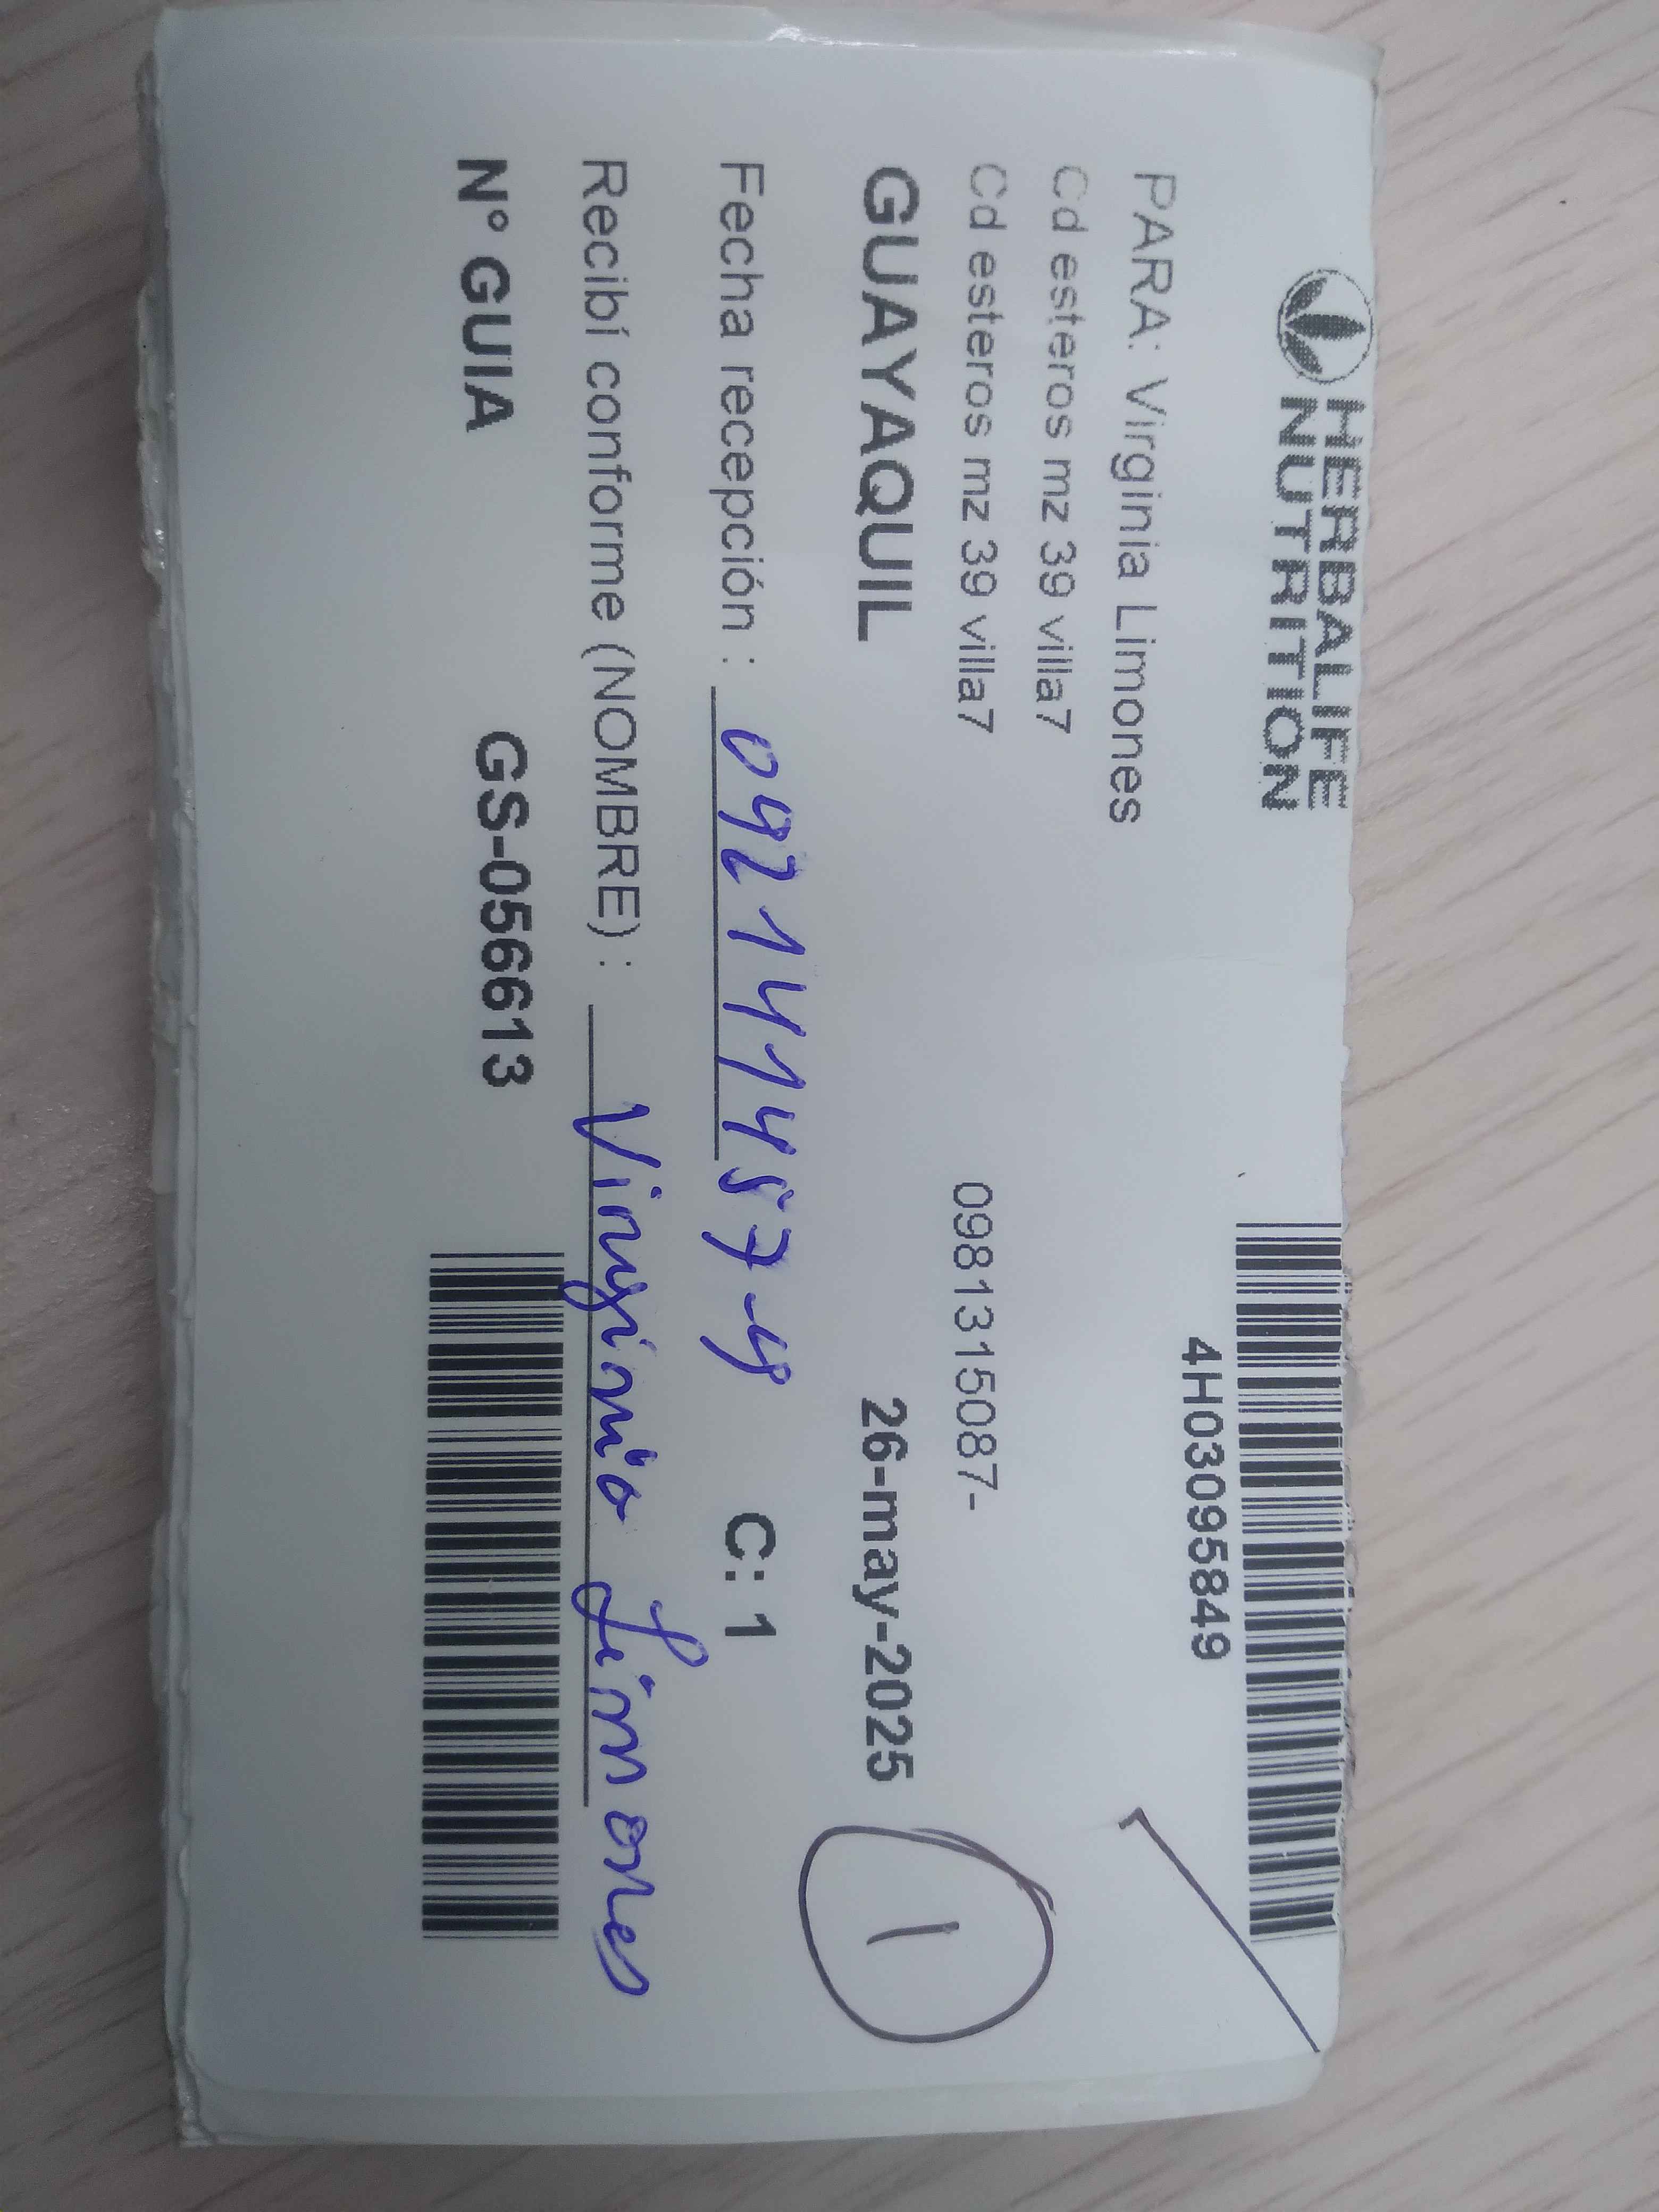 HERBALIFE
NUTRITION
4H03095849
PARA: Virginia Limones
Cd esteros mz 39 villa7
Cd esteros mz 39 villa7 0981315087-
GUAYAQUIL 26-may-2025 1
Fecha recepción : C: 1
Recibí conforme (NOMBRE) : Virginia Limones
N° GUIA GS-056613